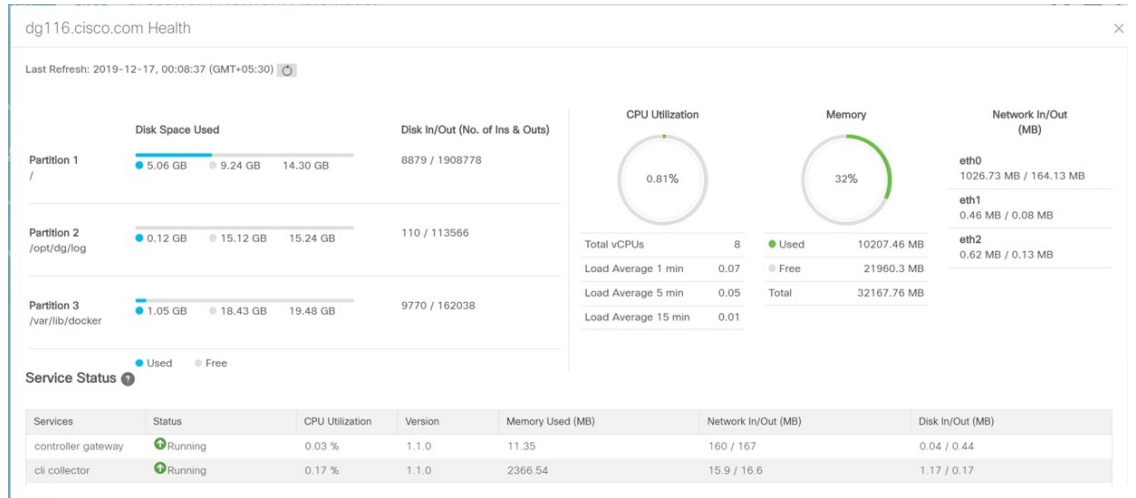 dg116.cisco.com Health
Last Refresh: 2019-12-17, 00:08:37 (GMT+05:30)
Disk Space Used
Disk In/Out (No. of Ins & Outs)
Partition 1
/
5.06 GB 9.24 GB 14.30 GB
8879 / 1908778
Partition 2
/opt/dg/log
0.12 GB 15.12 GB 15.24 GB
110 / 113566
Partition 3
/var/lib/docker
1.05 GB 18.43 GB 19.48 GB
9770 / 162038
Used Free
CPU Utilization
0.81%
Total vCPUs 8
Load Average 1 min 0.07
Load Average 5 min 0.05
Load Average 15 min 0.01
Memory
32%
Used 10207.46 MB
Free 21960.3 MB
Total 32167.76 MB
Network In/Out
(MB)
eth0
1026.73 MB / 164.13 MB
eth1
0.46 MB / 0.08 MB
eth2
0.62 MB / 0.13 MB
Service Status ?
Services Status CPU Utilization Version Memory Used (MB) Network In/Out (MB) Disk In/Out (MB)
controller gateway Running 0.03 % 1.1.0 11.35 160 / 167 0.04 / 0.44
cli collector Running 0.17 % 1.1.0 2366.54 15.9 / 16.6 1.17 / 0.17